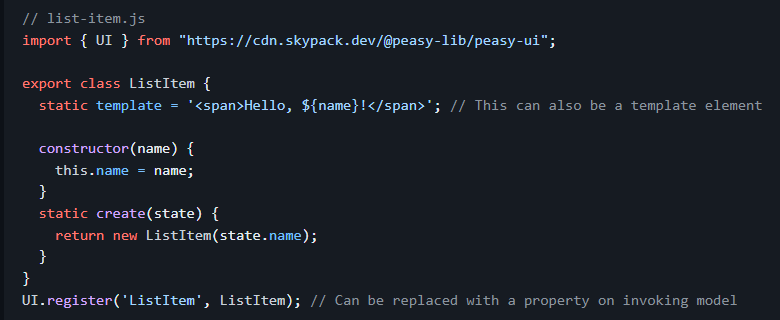 // list-item.js
import { UI } from "https://cdn.skypack.dev/@peasy-lib/peasy-ui";
export class ListItem {
static template = '<span>Hello, ${name}!</span>'; // This can also be a template element
constructor(name) {
this.name = name;
}
static create(state) {
return new ListItem(state.name);
}
}
UI.register('ListItem', ListItem); // Can be replaced with a property on invoking model